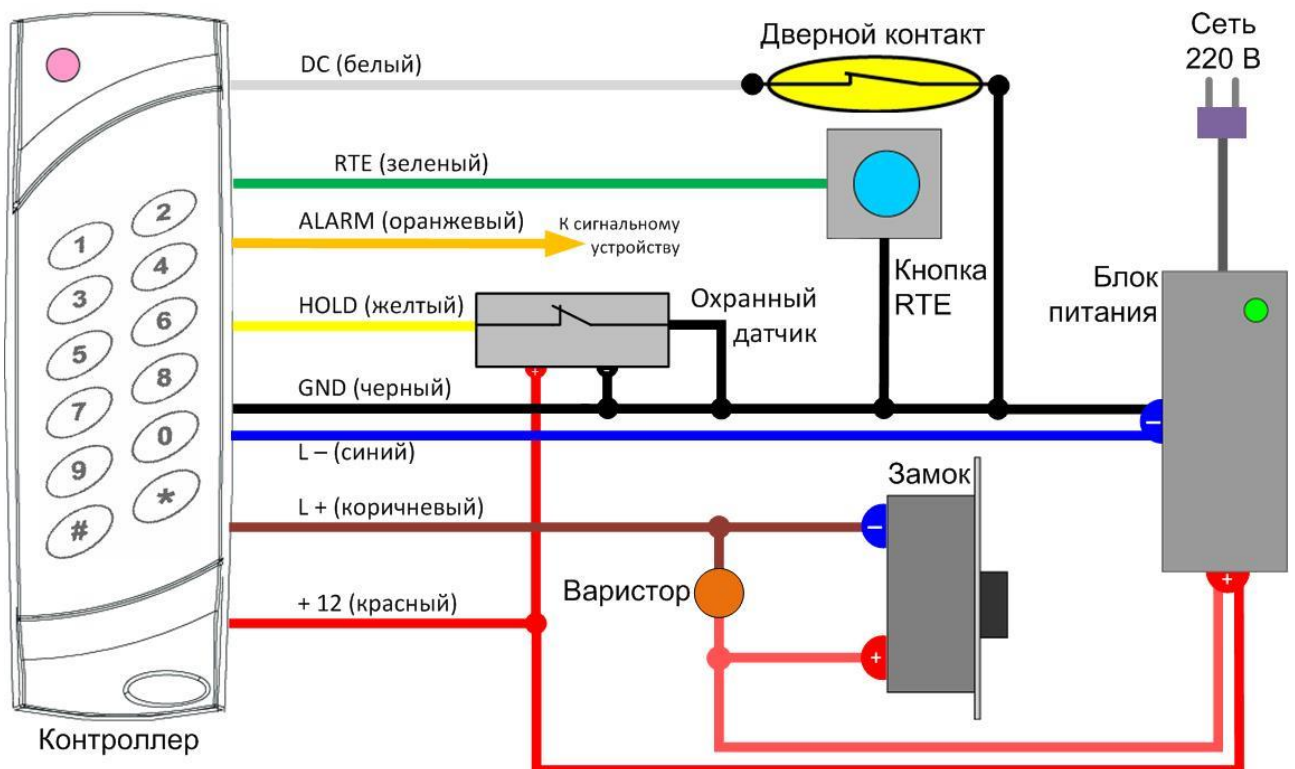 Дверной контакт
Сеть
220 В
DC (белый)
RTE (зеленый)
ALARM (оранжевый)
К сигнальному
устройству
Кнопка
RTE
Блок
питания
HOLD (желтый)
Охранный
датчик
+
-
GND (черный)
L – (синий)
–
L + (коричневый)
Замок
–
Варистор
+
+ 12 (красный)
+
1
2
3
4
5
6
7
8
9
0
#
*
Контроллер